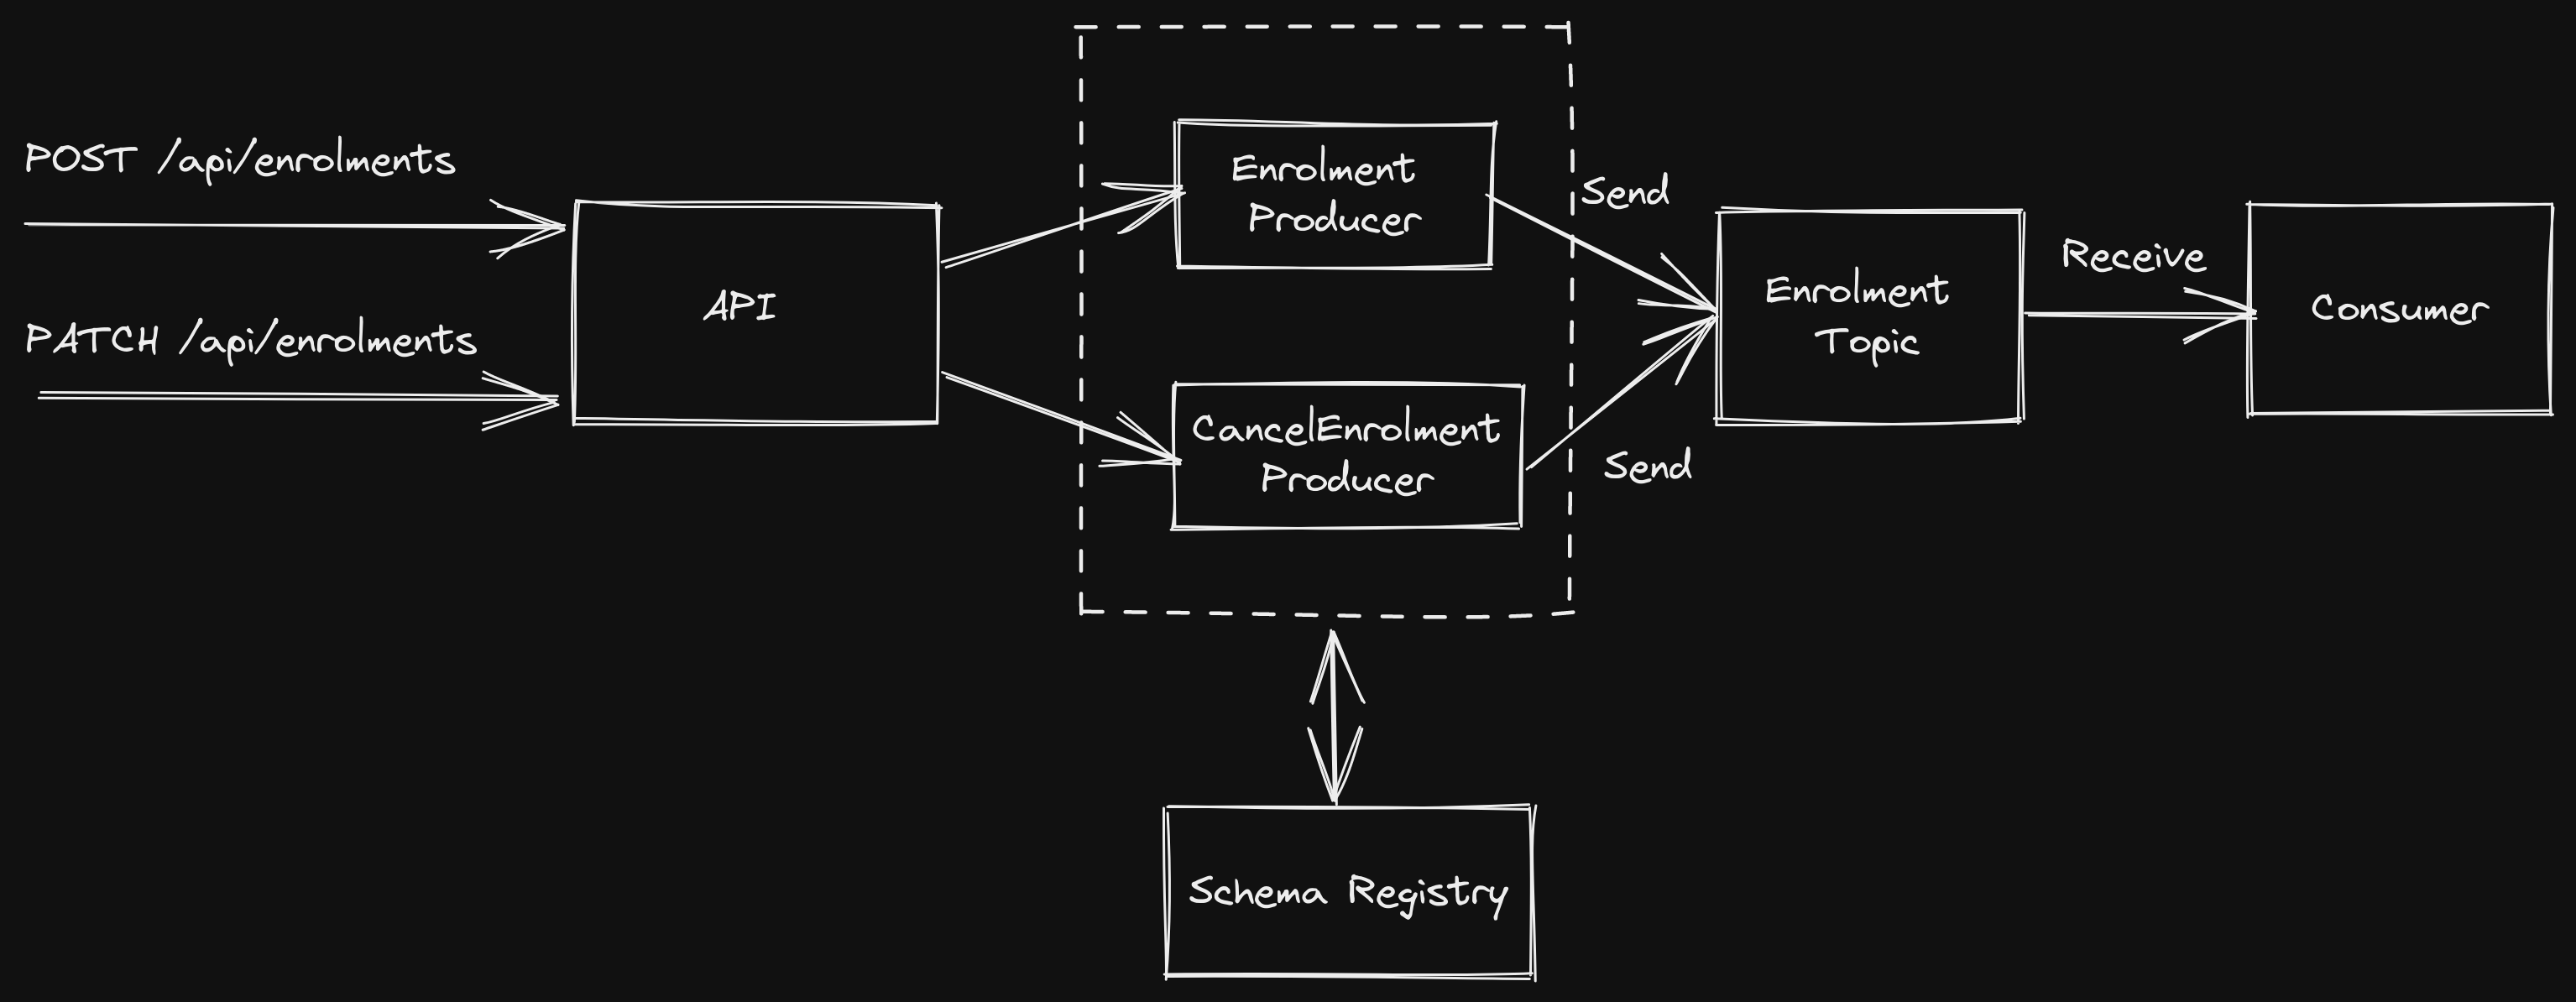 POST /api/enrolments
PATCH /api/enrolments
API
Enrolment
Producer
CancelEnrolment
Producer
Send
Send
Enrolment
Topic
Receive
Consumer
Schema Registry